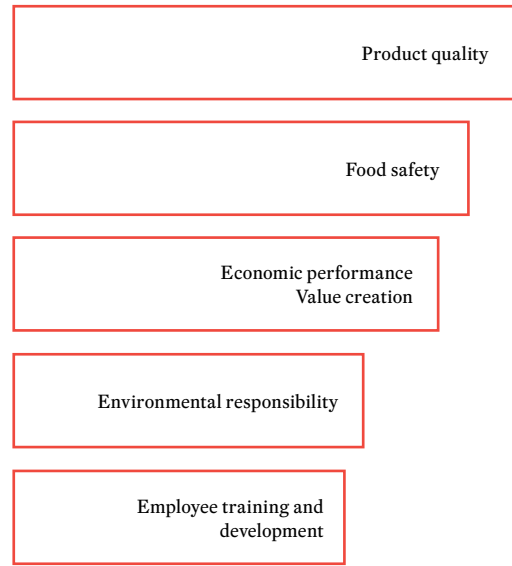 Product quality
Food safety
Economic performance
Value creation
Environmental responsibility
Employee training and
development